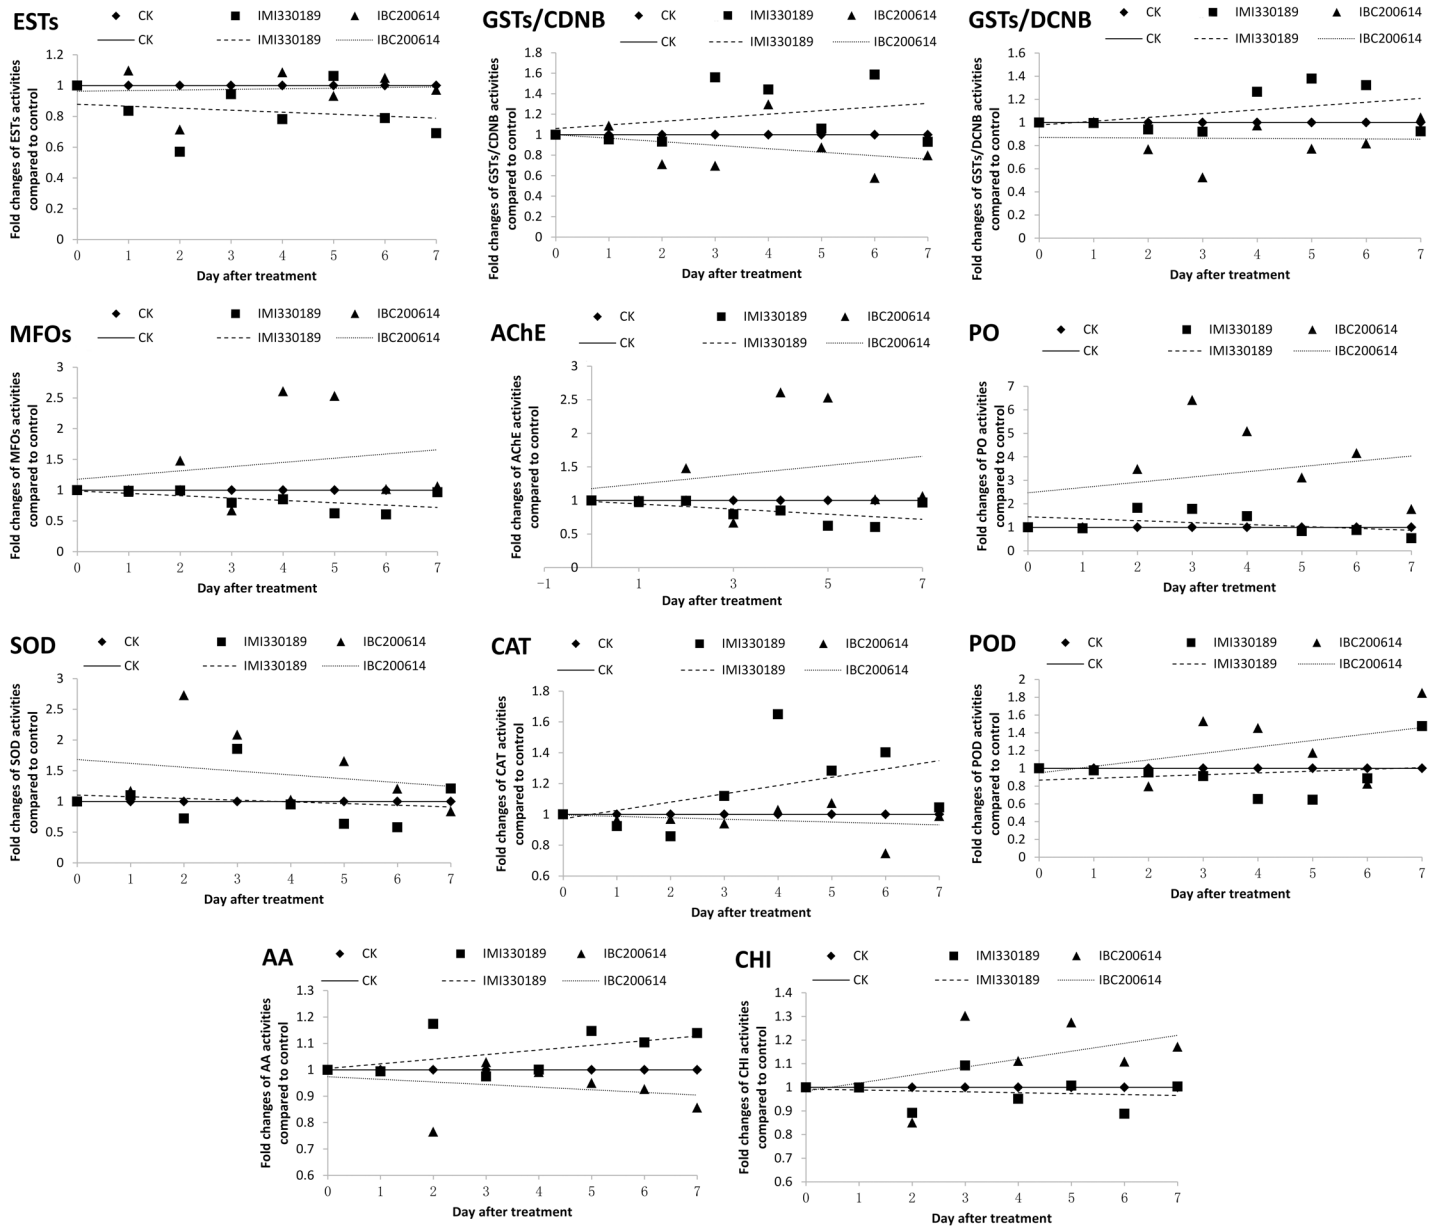 ESTs
CK IMI330189 IBC200614
CK IMI330189 IBC200614
Fold changes of ESTs activities
compared to control
1.2
1
0.8
0.6
0.4
0.2
0
0 1 2 3 4 5 6 7
Day after treatment
GSTs/CDNB
CK IMI330189 IBC200614
CK IMI330189 IBC200614
Fold changes of GSTs/CDNB activities
compared to control
1.8
1.6
1.4
1.2
1
0.8
0.6
0.4
0.2
0
0 1 2 3 4 5 6 7
Day after treatment
GSTs/DCNB
CK IMI330189 IBC200614
CK IMI330189 IBC200614
Fold changes of GSTs/DCNB activities
compared to control
1.6
1.4
1.2
1
0.8
0.6
0.4
0.2
0
0 1 2 3 4 5 6 7
Day after treatment
MFOs
CK IMI330189 IBC200614
CK IMI330189 IBC200614
Fold changes of MFOs activities
compared to control
3
2.5
2
1.5
1
0.5
0
0 1 2 3 4 5 6 7
Day after treatment
AChE
CK IMI330189 IBC200614
CK IMI330189 IBC200614
Fold changes of AChE activities
compared to control
3
2.5
2
1.5
1
0.5
0
-1 1 3 5 7
Day after tretment
PO
CK IMI330189 IBC200614
CK IMI330189 IBC200614
Fold changes of PO activities
compared to control
7
6
5
4
3
2
1
0
0 1 2 3 4 5 6 7
Day after treatment
SOD
CK IMI330189 IBC200614
CK IMI330189 IBC200614
Fold changes of SOD activities
compared to control
3
2.5
2
1.5
1
0.5
0
0 1 2 3 4 5 6 7
Day after treatment
CAT
CK IMI330189 IBC200614
CK IMI330189 IBC200614
Fold changes of CAT activities
compared to control
1.8
1.6
1.4
1.2
1
0.8
0.6
0 1 2 3 4 5 6 7
Day after treatment
POD
CK IMI330189 IBC200614
CK IMI330189 IBC200614
Fold changes of POD activities
compared to control
2
1.8
1.6
1.4
1.2
1
0.8
0.6
0.4
0.2
0
0 1 2 3 4 5 6 7
Day after treatment
AA
CK IMI330189 IBC200614
CK IMI330189 IBC200614
Fold changes of AA activities
compared to control
1.3
1.2
1.1
1
0.9
0.8
0.7
0.6
0 1 2 3 4 5 6 7
Day after treatment
CHI
CK IMI330189 IBC200614
CK IMI330189 IBC200614
Fold changes of CHI activities
compared to control
1.4
1.3
1.2
1.1
1
0.9
0.8
0.7
0.6
0 1 2 3 4 5 6 7
Day after treatment